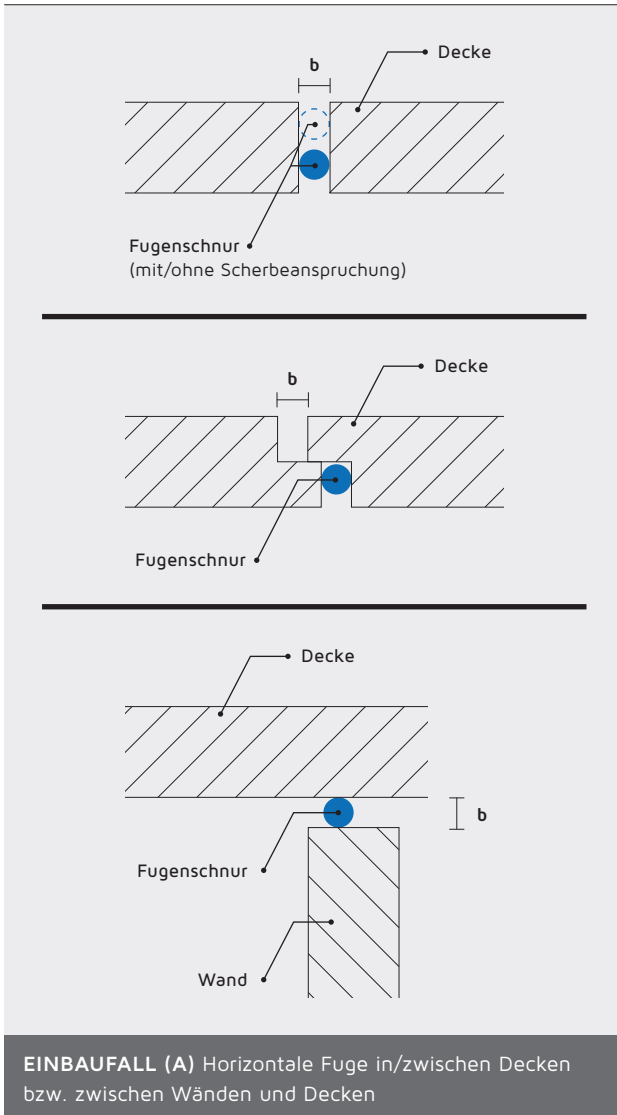 b
Decke
Fugenschnur
(mit/ohne Scherbeanspruchung)
b
Decke
Fugenschnur
Decke
b
Fugenschnur
Wand
EINBAUFALL (A) Horizontale Fuge in/zwischen Decken
bzw. zwischen Wänden und Decken